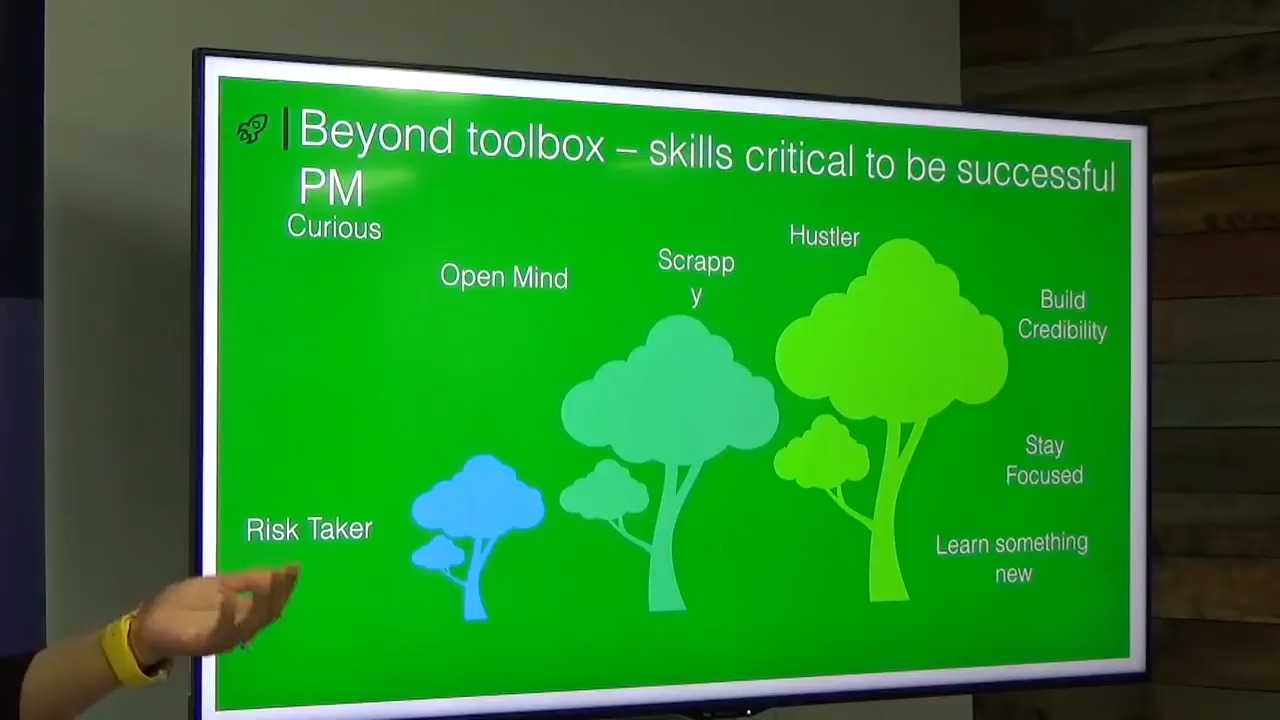 Beyond toolbox – skills critical to be successful
PM
Curious
Open Mind
Scrapp
y
Hustler
Build
Credibility
Stay
Focused
Risk Taker
Learn something
new